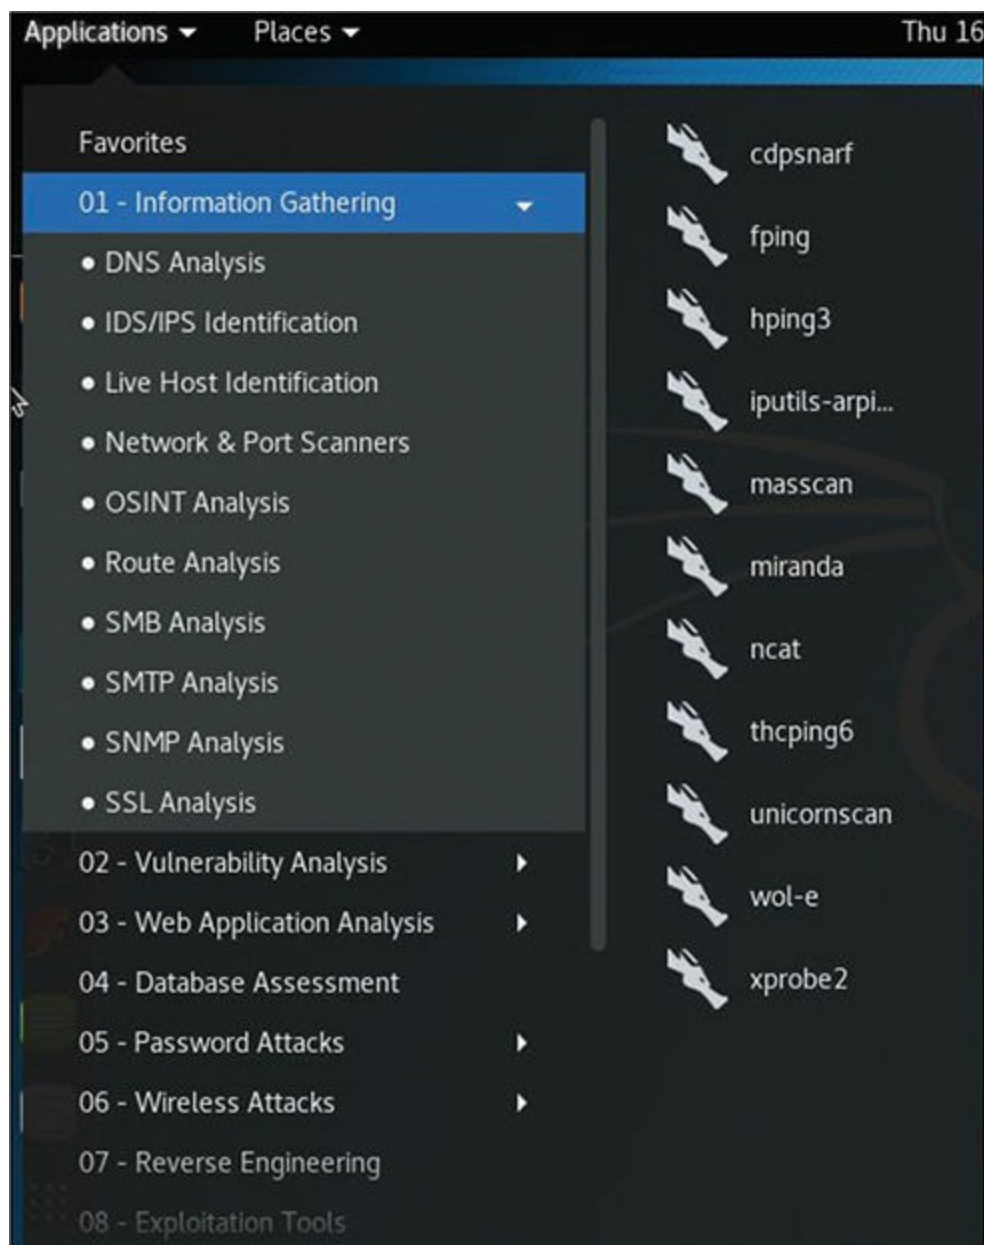 Applications Places Thu 16
Favorites
01 - Information Gathering
• DNS Analysis
• IDS/IPS Identification
• Live Host Identification
• Network & Port Scanners
• OSINT Analysis
• Route Analysis
• SMB Analysis
• SMTP Analysis
• SNMP Analysis
• SSL Analysis
02 - Vulnerability Analysis
03 - Web Application Analysis
04 - Database Assessment
05 - Password Attacks
06 - Wireless Attacks
07 - Reverse Engineering
08 - Exploitation Tools
cdpsnarf
fping
hping3
iputils-arpi...
masscan
miranda
ncat
thcping6
unicornscan
wol-e
xprobe2